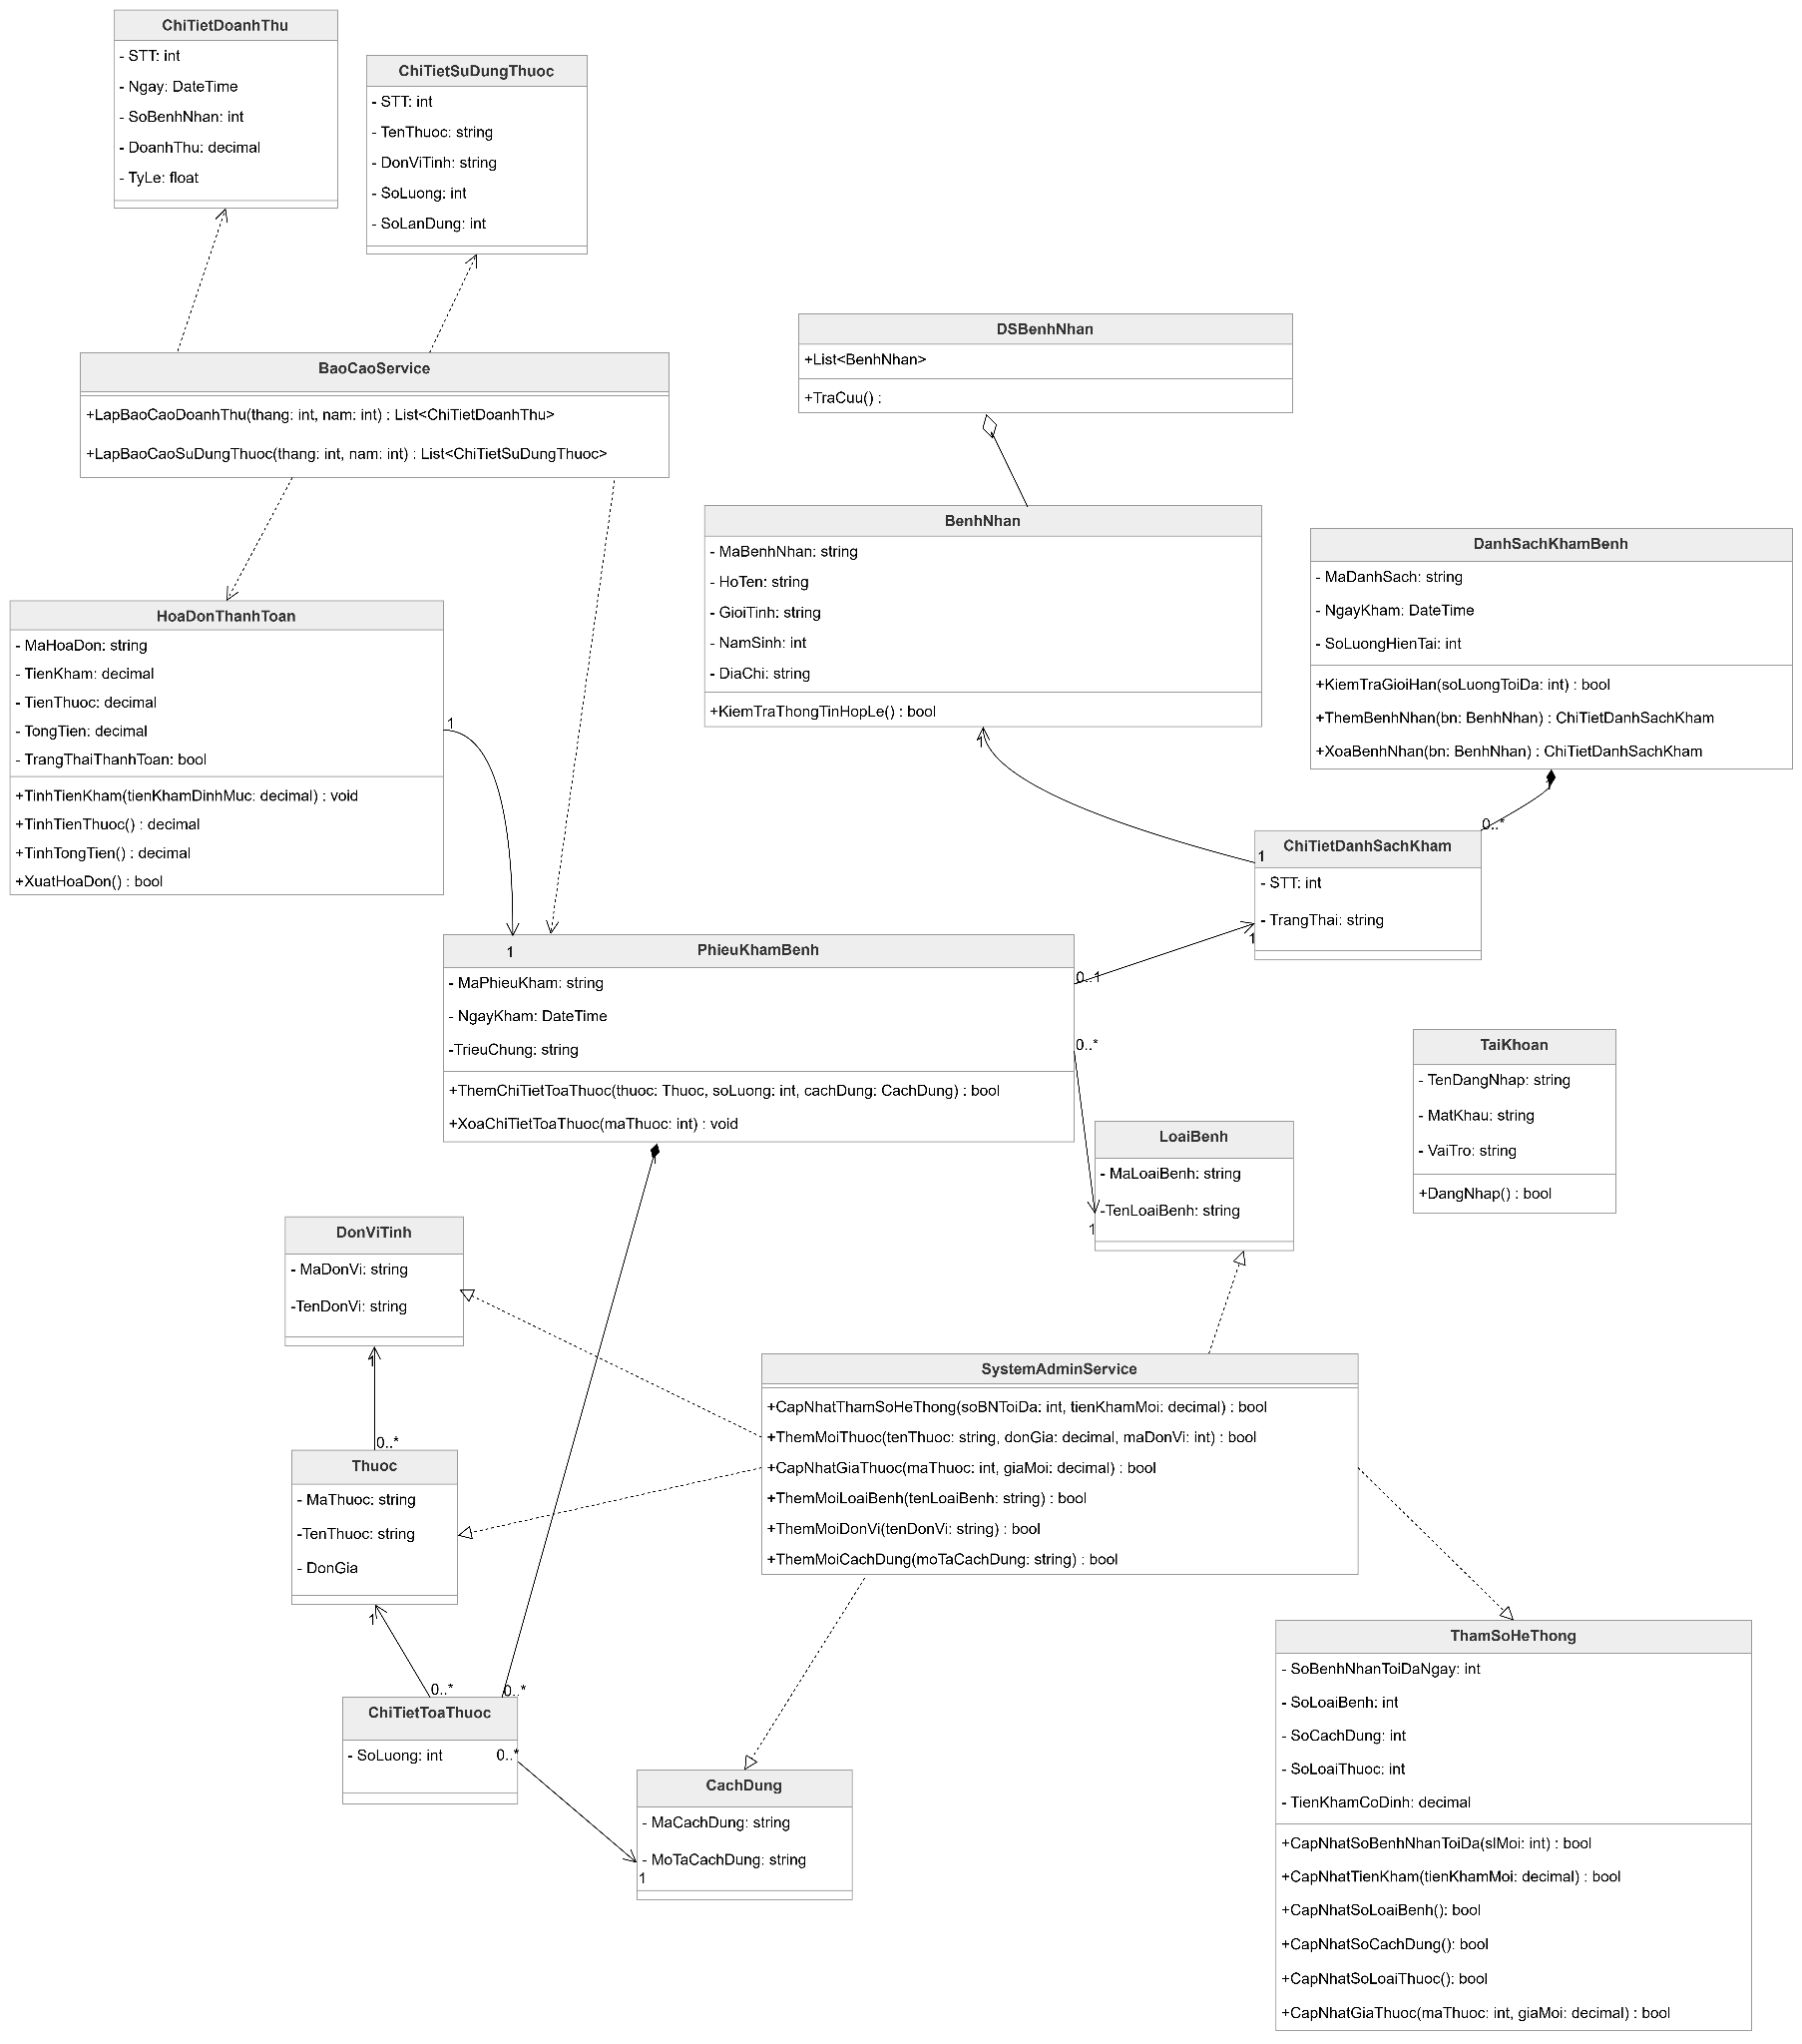 ChiTietDoanhThu
- STT: int
- Ngay: DateTime
- SoBenhNhan: int
- DoanhThu: decimal
- TyLe: float
ChiTietSuDungThuoc
- STT: int
- TenThuoc: string
- DonViTinh: string
- SoLuong: int
- SoLanDung: int
BaoCaoService
+LapBaoCaoDoanhThu(thang: int, nam: int) : List<ChiTietDoanhThu>
+LapBaoCaoSuDungThuoc(thang: int, nam: int) : List<ChiTietSuDungThuoc>
DSBenhNhan
+List<BenhNhan>
+TraCuu() :
BenhNhan
- MaBenhNhan: string
- HoTen: string
- GioiTinh: string
- NamSinh: int
- DiaChi: string
+KiemTraThongTinHopLe() : bool
1
DanhSachKhamBenh
- MaDanhSach: string
- NgayKham: DateTime
- SoLuongHienTai: int
+KiemTraGioiHan(soLuongToiDa: int) : bool
+ThemBenhNhan(bn: BenhNhan) : ChiTietDanhSachKham
+XoaBenhNhan(bn: BenhNhan) : ChiTietDanhSachKham
1
0..*
HoaDonThanhToan
- MaHoaDon: string
- TienKham: decimal
- TienThuoc: decimal
- TongTien: decimal
- TrangThaiThanhToan: bool
+TinhTienKham(tienKhamDinhMuc: decimal) : void
+TinhTienThuoc() : decimal
+TinhTongTien() : decimal
+XuatHoaDon() : bool
1
ChiTietDanhSachKham
1
- STT: int
- TrangThai: string
1
PhieuKhamBenh
1
- MaPhieuKham: string
- NgayKham: DateTime
-TrieuChung: string
+ThemChiTietToaThuoc(thuoc: Thuoc, soLuong: int, cachDung: CachDung) : bool
+XoaChiTietToaThuoc(maThuoc: int) : void
0..1
0..*
TaiKhoan
- TenDangNhap: string
- MatKhau: string
- VaiTro: string
+DangNhap() : bool
LoaiBenh
- MaLoaiBenh: string
-TenLoaiBenh: string
1
DonViTinh
- MaDonVi: string
-TenDonVi: string
1
0..*
Thuoc
- MaThuoc: string
-TenThuoc: string
- DonGia
1
SystemAdminService
+CapNhatThamSoHeThong(soBNToiDa: int, tienKhamMoi: decimal) : bool
+ThemMoiThuoc(tenThuoc: string, donGia: decimal, maDonVi: int) : bool
+CapNhatGiaThuoc(maThuoc: int, giaMoi: decimal) : bool
+ThemMoiLoaiBenh(tenLoaiBenh: string) : bool
+ThemMoiDonVi(tenDonVi: string) : bool
+ThemMoiCachDung(moTaCachDung: string) : bool
0..*
0..*
ChiTietToaThuoc
- SoLuong: int
0..*
CachDung
- MaCachDung: string
- MoTaCachDung: string
1
ThamSoHeThong
- SoBenhNhanToiDaNgay: int
- SoLoaiBenh: int
- SoCachDung: int
- SoLoaiThuoc: int
- TienKhamCoDinh: decimal
+CapNhatSoBenhNhanToiDa(slMoi: int) : bool
+CapNhatTienKham(tienKhamMoi: decimal) : bool
+CapNhatSoLoaiBenh(): bool
+CapNhatSoCachDung(): bool
+CapNhatSoLoaiThuoc(): bool
+CapNhatGiaThuoc(maThuoc: int, giaMoi: decimal) : bool